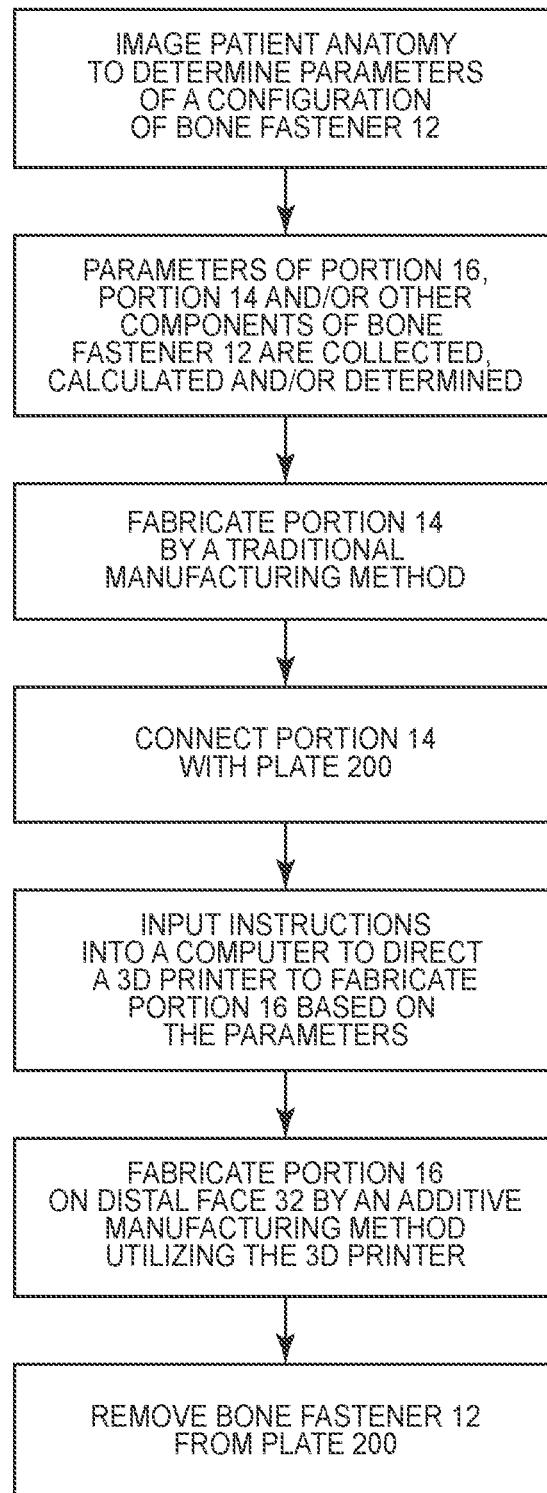 IMAGE PATIENT ANATOMY
TO DETERMINE PARAMETERS
OF A CONFIGURATION
OF BONE FASTENER 12
PARAMETERS OF PORTION 16,
PORTION 14 AND/OR OTHER
COMPONENTS OF BONE
FASTENER 12 ARE COLLECTED,
CALCULATED AND/OR DETERMINED
FABRICATE PORTION 14
BY A TRADITIONAL
MANUFACTURING METHOD
CONNECT PORTION 14
WITH PLATE 200
INPUT INSTRUCTIONS
INTO A COMPUTER TO DIRECT
A 3D PRINTER TO FABRICATE
PORTION 16 BASED ON
THE PARAMETERS
FABRICATE PORTION 16
ON DISTAL FACE 32 BY AN ADDITIVE
MANUFACTURING METHOD
UTILIZING THE 3D PRINTER
REMOVE BONE FASTENER 12
FROM PLATE 200